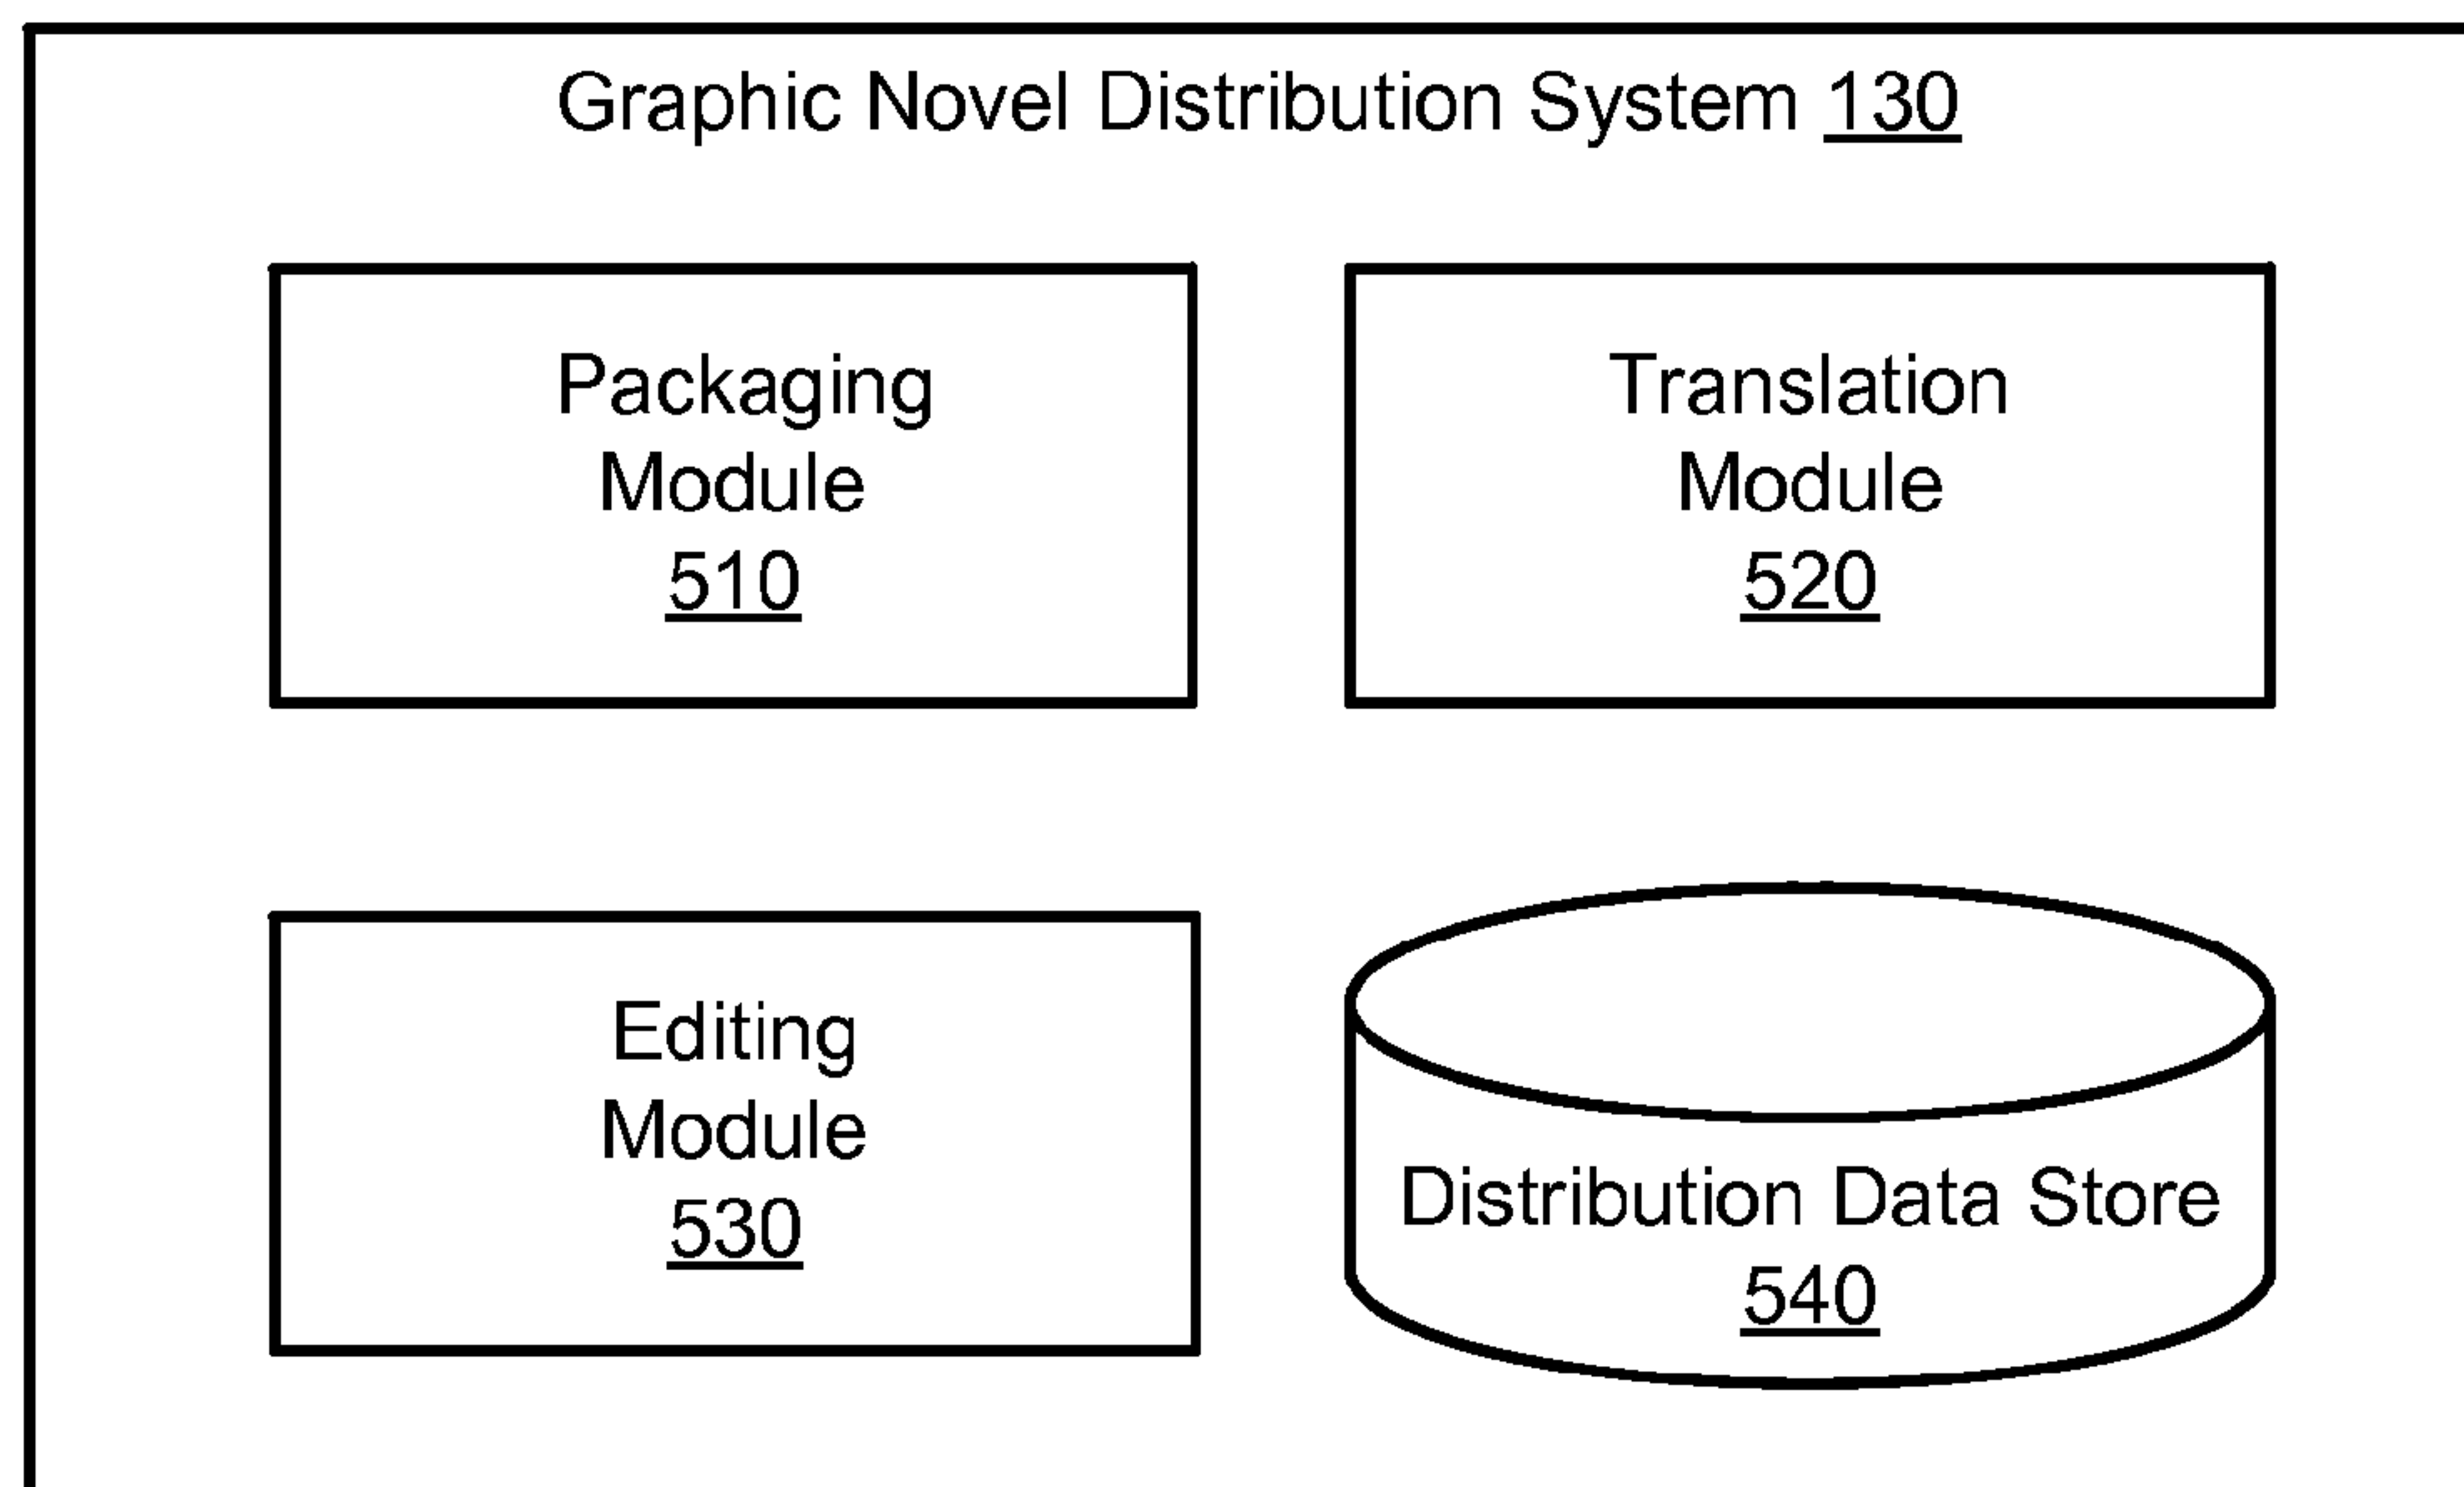 Graphic Novel Distribution System 130
Packaging
Module
510
Translation
Module
520
Editing
Module
530
Distribution Data Store
540